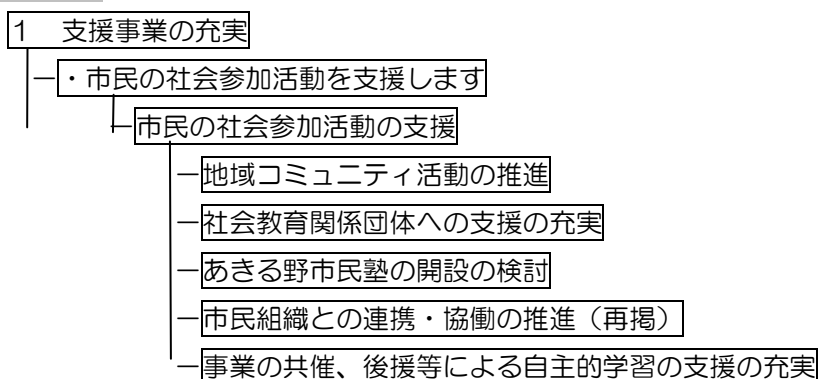 1　支援事業の充実
・市民の社会参加活動を支援します
市民の社会参加活動の支援
地域コミュニティ活動の推進
社会教育関係団体への支援の充実
あきる野市民塾の開設の検討
市民組織との連携・協働の推進（再掲）
事業の共催、後援等による自主的学習の支援の充実